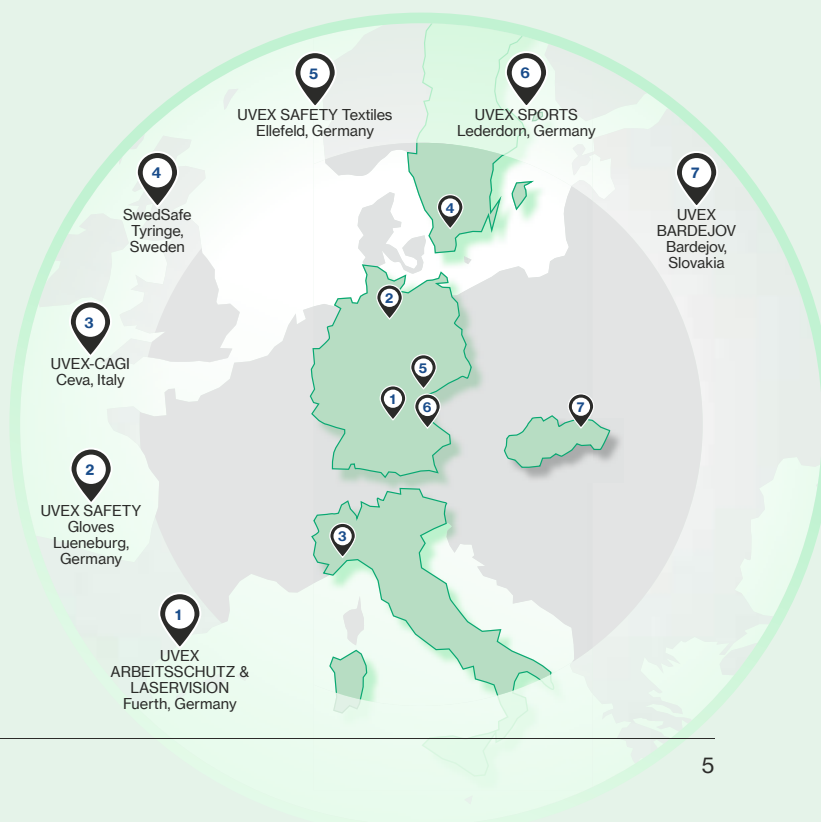 5
UVEX SAFETY Textiles
Ellefeld, Germany
6
UVEX SPORTS
Lederdorn, Germany
4
SwedSafe
Tyringe,
Sweden
7
UVEX
BARDEJOV
Bardejov,
Slovakia
3
UVEX-CAGI
Ceva, Italy
2
UVEX SAFETY
Gloves
Lueneburg,
Germany
1
UVEX
ARBEITSSCHUTZ &
LASERVISION
Fuerth, Germany
4
2
5
1
6
7
3
5